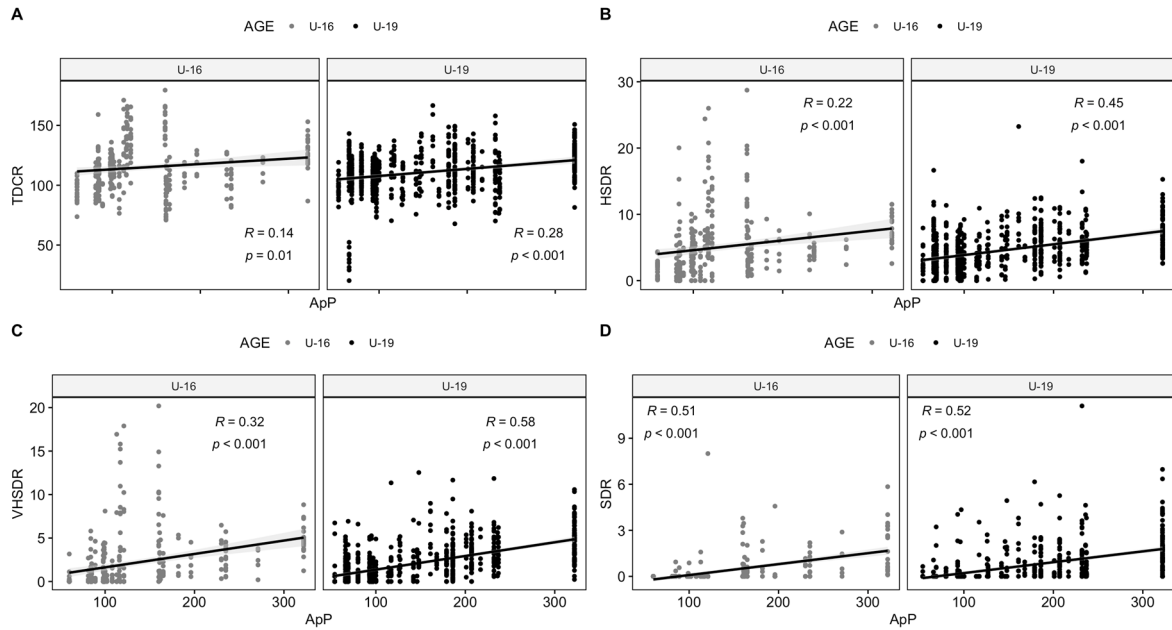 A
AGE U-16 U-19
U-16 U-19
150
100
50
TDCR
R = 0.14
p = 0.01
R = 0.28
p < 0.001
ApP
B
AGE U-16 U-19
U-16 U-19
30
20
10
0
HSDR
R = 0.22
p < 0.001
R = 0.45
p < 0.001
ApP
C
AGE U-16 U-19
U-16 U-19
20
15
10
5
0
VHSDR
R = 0.32
p < 0.001
R = 0.58
p < 0.001
100 200 300 100 200 300
ApP
D
AGE U-16 U-19
U-16 U-19
9
6
3
0
SDR
R = 0.51
p < 0.001
R = 0.52
p < 0.001
100 200 300 100 200 300
ApP